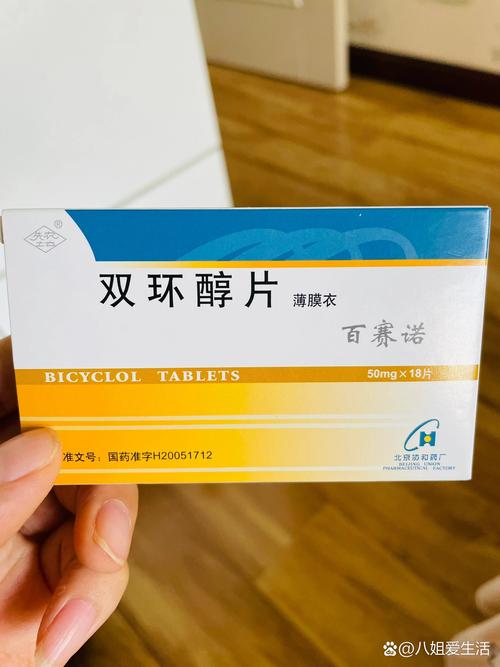 ®
双环醇片 薄膜衣
百赛诺
BICYCLOL TABLETS 50mg×18片
准文号：国药准字H20051712
北京协和药厂
BEIJING UNION
PHARMACEUTICAL FACTORY
@八姐爱生活